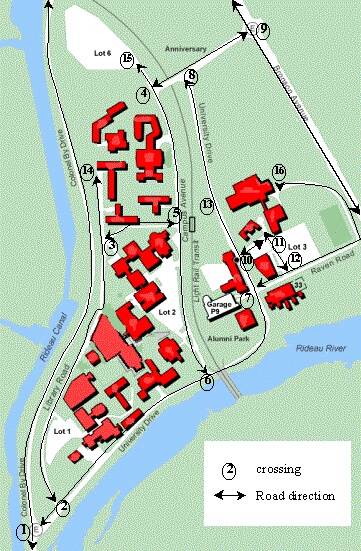 Lot 6
Anniversary
9
15
8
4
Bronson Avenue
Colonel By Drive
University Drive
14
16
Campus Avenue
13
5
3
11
Lot 3
10
12
Light Rail Transit
Raven Road
33
7
Garage
P9
Lot 2
Alumni Park
Rideau Canal
Rideau River
6
Library Road
Lot 1
University Drive
Colonel By Drive
2
1
E
E
2 crossing
Road direction